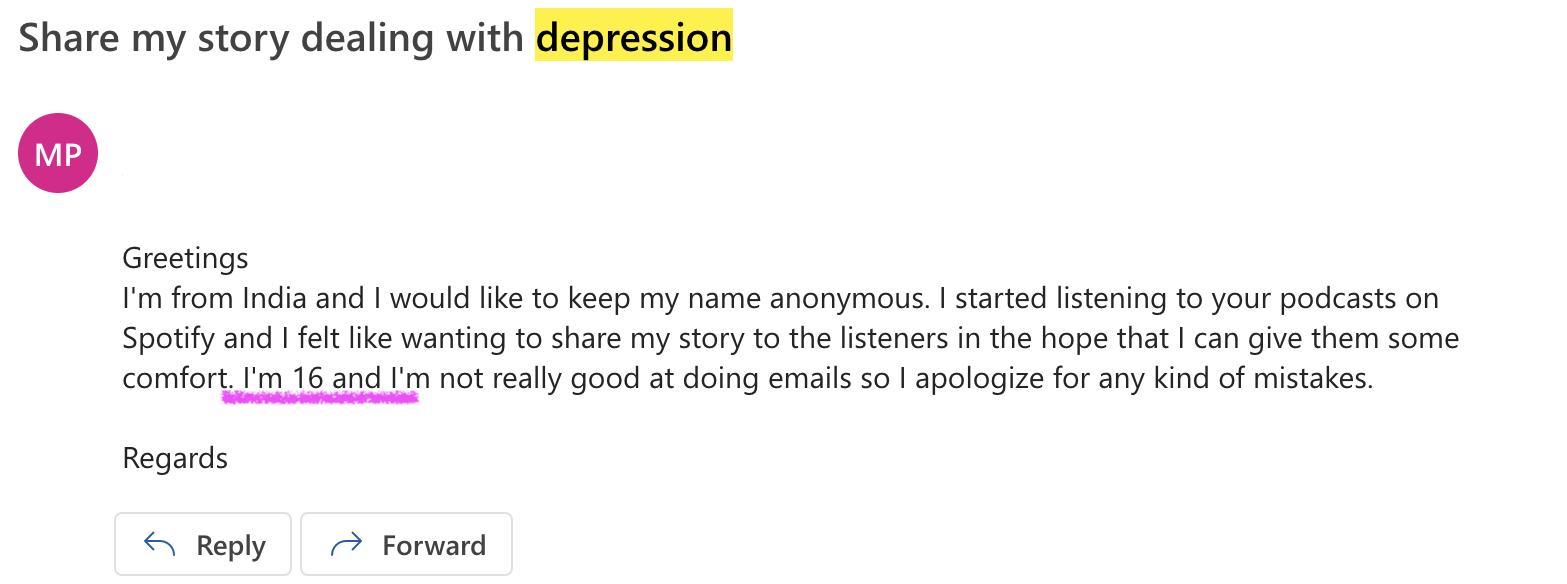 Share my story dealing with depression
MP
Greetings
I'm from India and I would like to keep my name anonymous. I started listening to your podcasts on
Spotify and I felt like wanting to share my story to the listeners in the hope that I can give them some
comfort. I'm 16 and I'm not really good at doing emails so I apologize for any kind of mistakes.
Regards
Reply
Forward